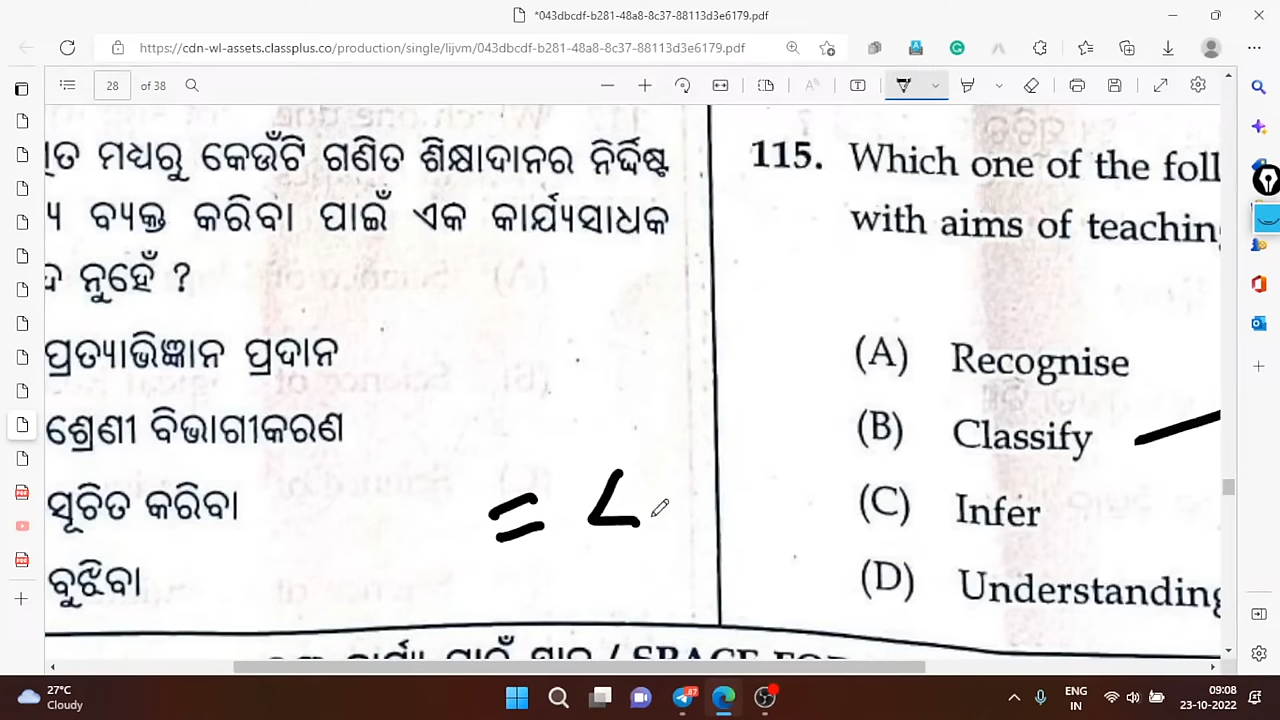 *043dbcdf-b281-48a8-8c37-88113d3e6179.pdf
https://cdn-wl-assets.classplus.co/production/single/lijvm/043dbcdf-b281-48a8-8c37-88113d3e6179.pdf
28 of 38
ମଧ୍ୟରୁ କେଉଁଟି ଗଣିତ ଶିକ୍ଷାଦାନର ନିର୍ଦ୍ଦିଷ୍ଟ
ବ୍ୟକ୍ତ କରିବା ପାଇଁ ଏକ କାର୍ଯ୍ୟସାଧକ
ନୁହେଁ ?
ପ୍ରତ୍ୟାଭିଜ୍ଞାନ ପ୍ରଦାନ
ଶ୍ରେଣୀ ବିଭାଗୀକରଣ
ସୂଚିତ କରିବା
ବୁଝିବା
= <
115. Which one of the foll
with aims of teaching
(A) Recognise
(B) Classify
(C) Infer
(D) Understanding
/ SPACE FO
27°C
Cloudy
87
ENG
IN
09:08
23-10-2022